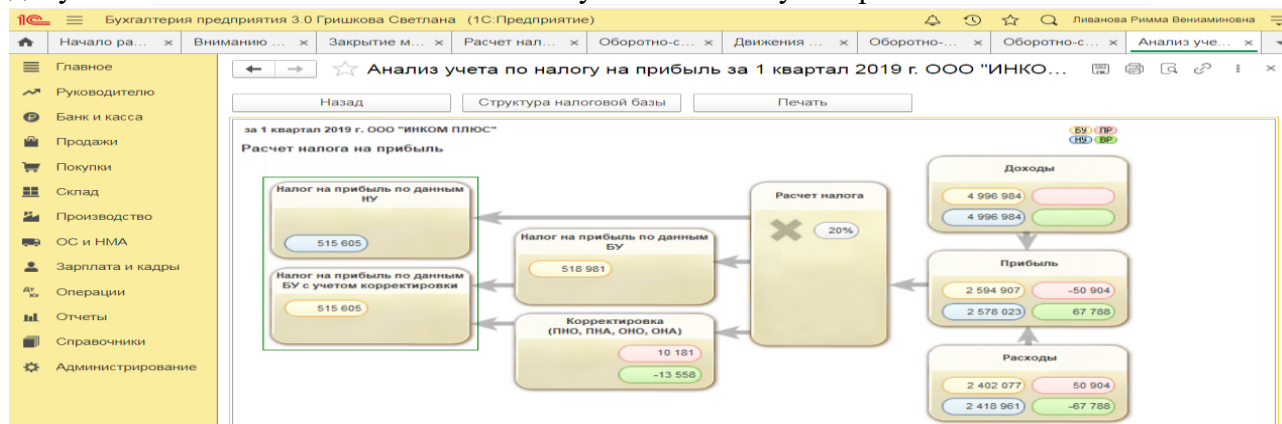 Бухгалтерия предприятия 3.0 Гришкова Светлана (1С:Предприятие)
Ливанова Римма Вениаминовна
Начало ра... × Вниманию ... × Закрытие м... × Расчет нал... × Оборотно-с... × Движения ... × Оборотно-... × Оборотно-с... × Анализ уче... ×
Главное
Руководителю
Банк и касса
Продажи
Покупки
Склад
Производство
ОС и НМА
Зарплата и кадры
Операции
Отчеты
Справочники
Администрирование
Анализ учета по налогу на прибыль за 1 квартал 2019 г. ООО "ИНКО...
Назад Структура налоговой базы Печать
за 1 квартал 2019 г. ООО "ИНКОМ ПЛЮС"
БУ ПР
НУ ВР
Расчет налога на прибыль
Налог на прибыль по данным
НУ
515 605
Налог на прибыль по данным
БУ с учетом корректировки
515 605
Налог на прибыль по данным
БУ
518 981
Корректировка
(ПНО, ПНА, ОНО, ОНА)
10 181
-13 558
Расчет налога
20%
Доходы
4 996 984
4 996 984
Прибыль
2 594 907 -50 904
2 578 023 67 788
Расходы
2 402 077 50 904
2 418 961 -67 788